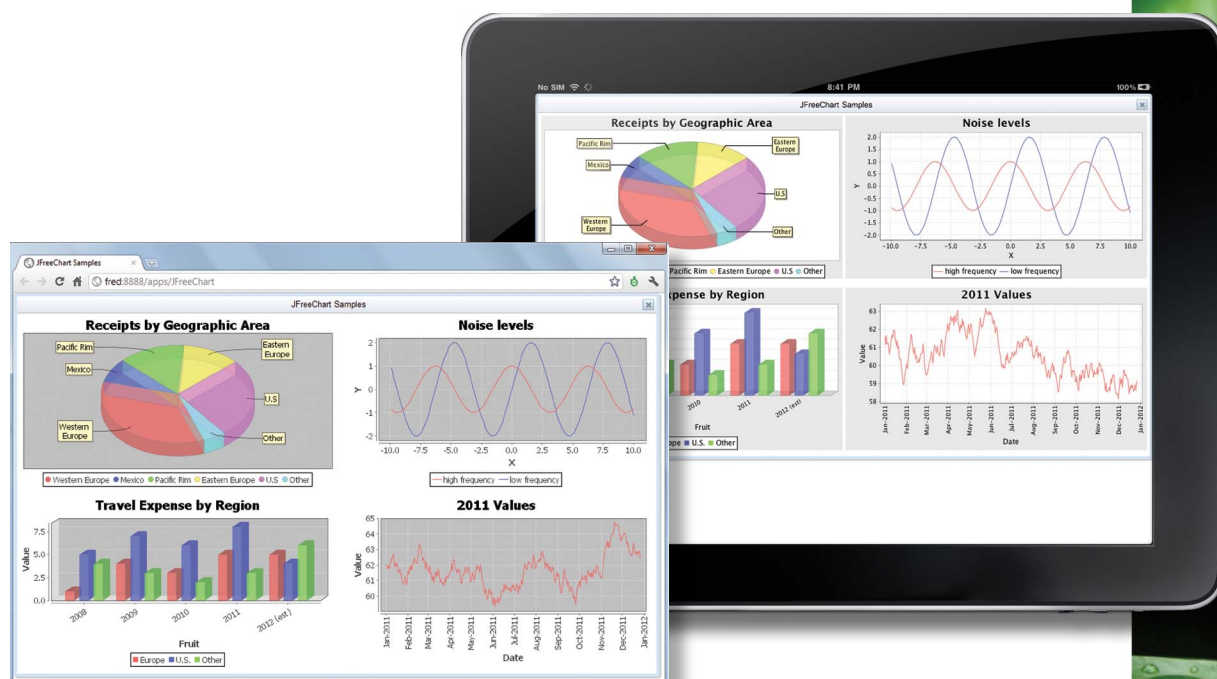 No SIM
8:41 PM
100%
JFreeChart Samples
Receipts by Geographic Area
Pacific Rim
Eastern
Europe
Mexico
U.S
Western
Europe
Other
Pacific Rim Eastern Europe U.S Other
Noise levels
2.0
1.5
1.0
0.5
0.0
-0.5
-1.0
-1.5
-2.0
Y
-10.0 -7.5 -5.0 -2.5 0.0 2.5 5.0 7.5 10.0
X
high frequency low frequency
pense by Region
2010 2011 2012 (est)
Fruit
ope U.S. Other
2011 Values
63
62
61
60
59
58
Value
Jan-2011 Feb-2011 Mar-2011 Apr-2011 May-2011 Jun-2011 Jul-2011 Aug-2011 Sep-2011 Oct-2011 Nov-2011 Dec-2011 Jan-2012
Date
JFreeChart Samples
fred:8888/apps/JFreeChart
JFreeChart Samples
Receipts by Geographic Area
Pacific Rim
Eastern
Europe
Mexico
U.S
Western
Europe
Other
Western Europe Mexico Pacific Rim Eastern Europe U.S Other
Noise levels
2
1
0
-1
-2
Y
-10.0 -7.5 -5.0 -2.5 0.0 2.5 5.0 7.5 10.0
X
high frequency low frequency
Travel Expense by Region
7.5
5.0
2.5
0.0
Value
2008 2009 2010 2011 2012 (est)
Fruit
Europe U.S. Other
2011 Values
65
64
63
62
61
60
Value
Jan-2011 Feb-2011 Mar-2011 Apr-2011 May-2011 Jun-2011 Jul-2011 Aug-2011 Sep-2011 Oct-2011 Nov-2011 Dec-2011 Jan-2012
Date